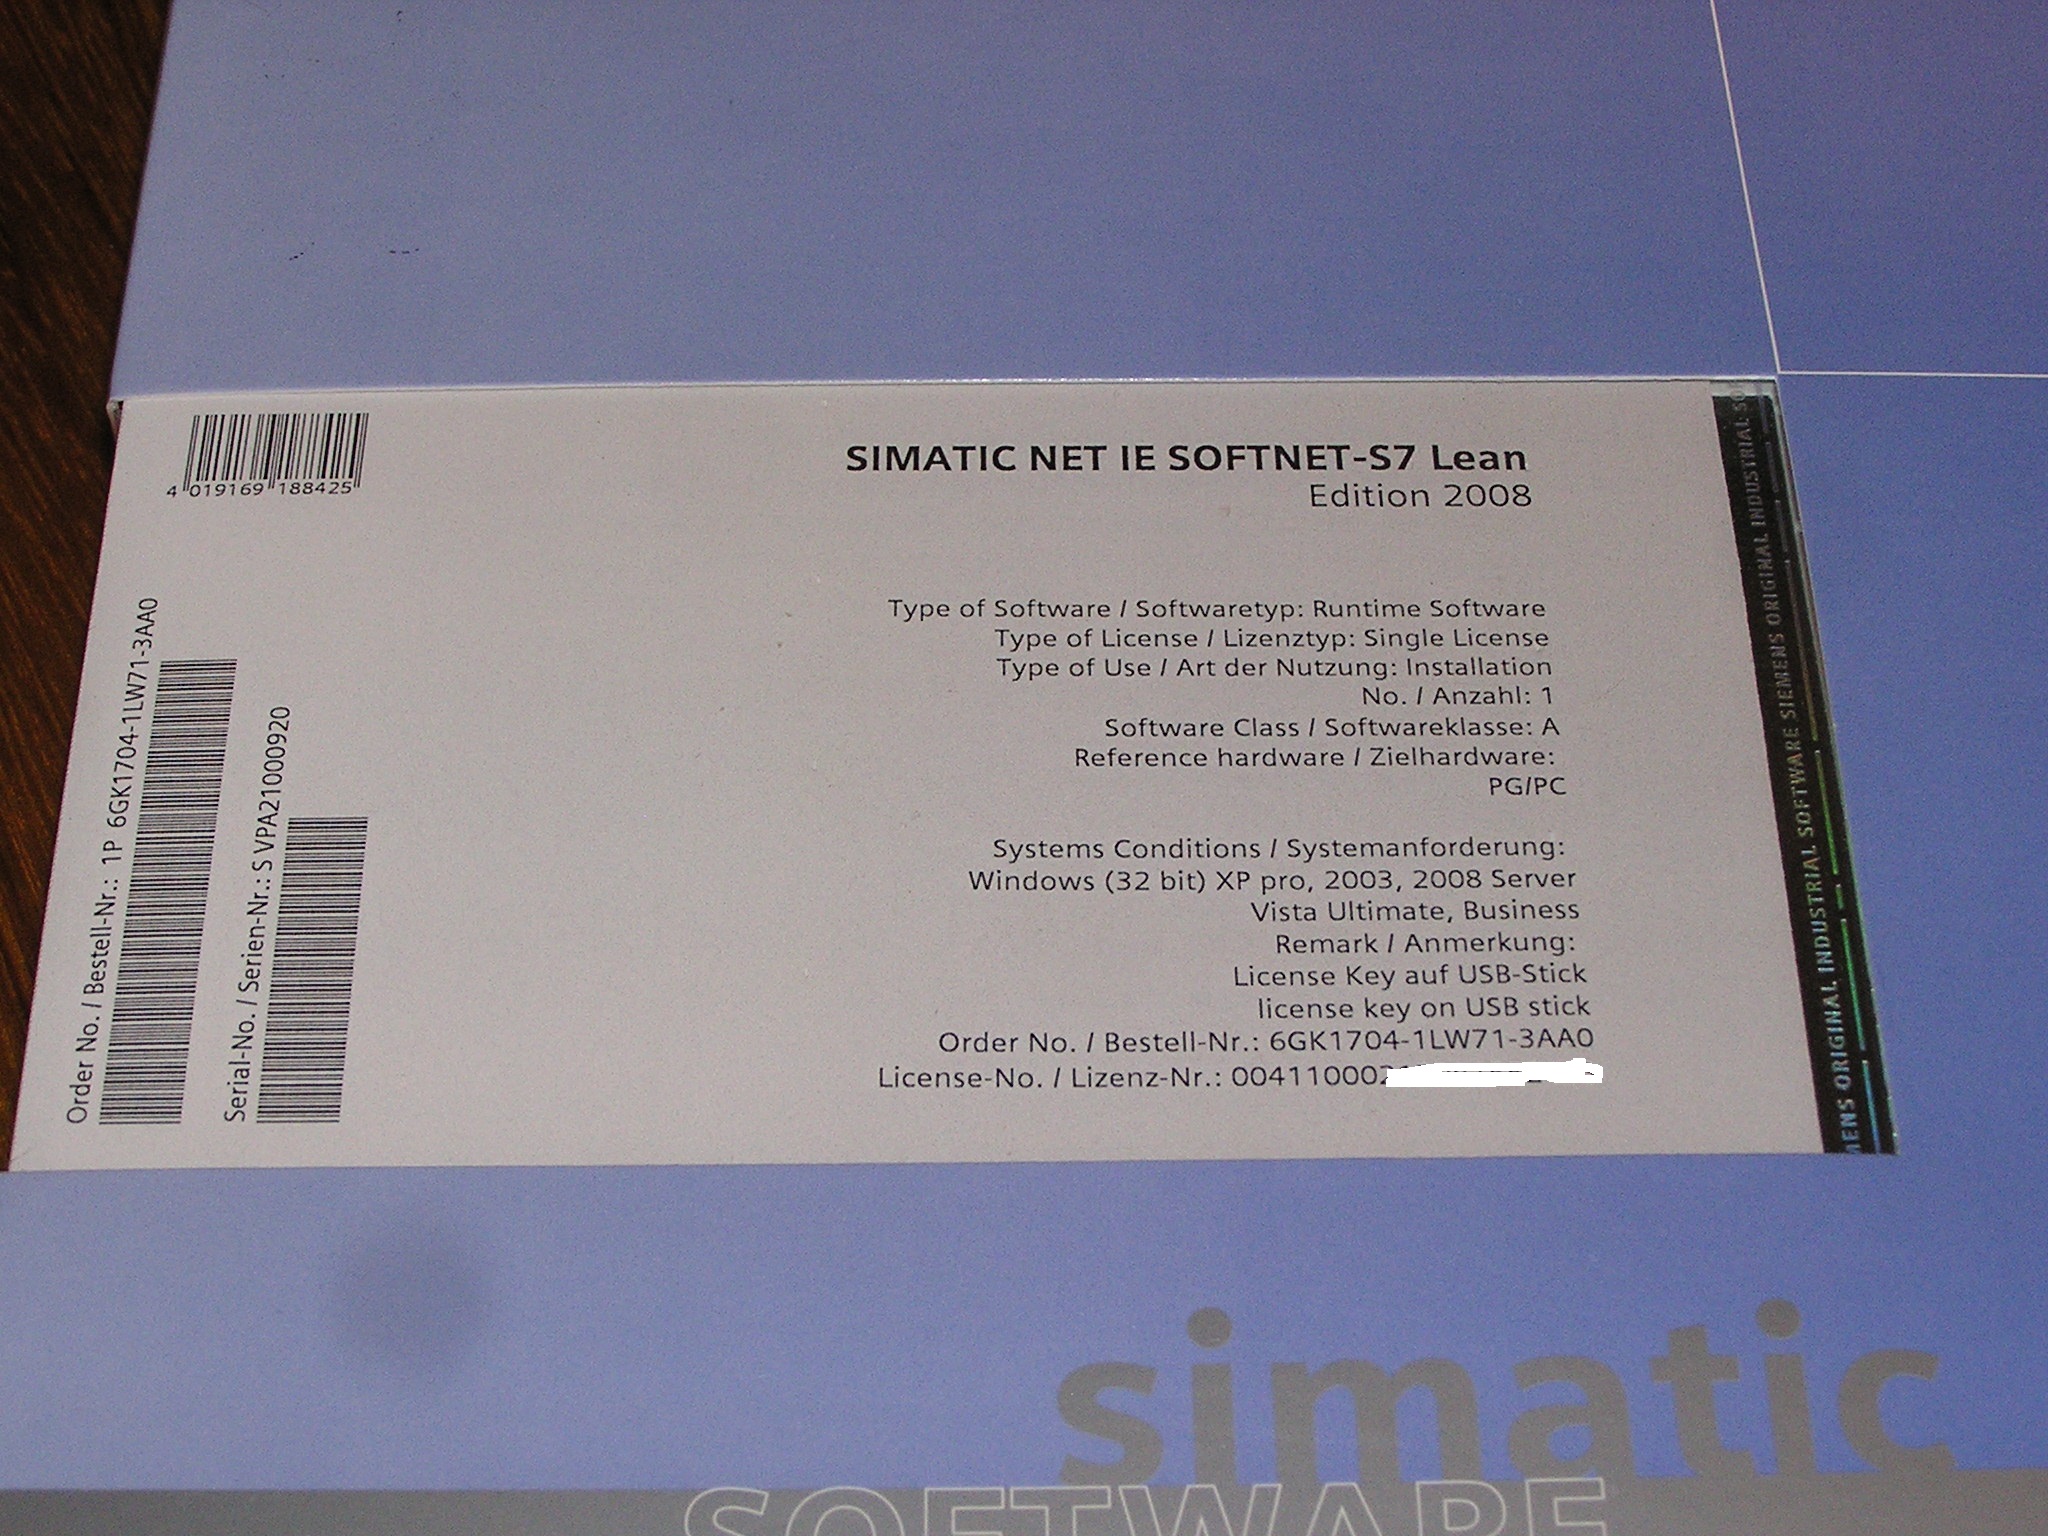 4 019169 188425
Order No. / Bestell-Nr.: 1P 6GK1704-1LW71-3AA0
Serial-No. / Serien-Nr.: S VPA21000920
SIMATIC NET IE SOFTNET-S7 Lean
Edition 2008
Type of Software / Softwaretyp: Runtime Software
Type of License / Lizenztyp: Single License
Type of Use / Art der Nutzung: Installation
No. / Anzahl: 1
Software Class / Softwareklasse: A
Reference hardware / Zielhardware:
PG/PC
Systems Conditions / Systemanforderung:
Windows (32 bit) XP pro, 2003, 2008 Server
Vista Ultimate, Business
Remark / Anmerkung:
License Key auf USB-Stick
license key on USB stick
Order No. / Bestell-Nr.: 6GK1704-1LW71-3AA0
License-No. / Lizenz-Nr.: 00411000
ORIGINAL INDUSTRIAL SOFTWARE SIEMENS ORIGINAL INDUSTRIAL
simatic
SOFTWARE